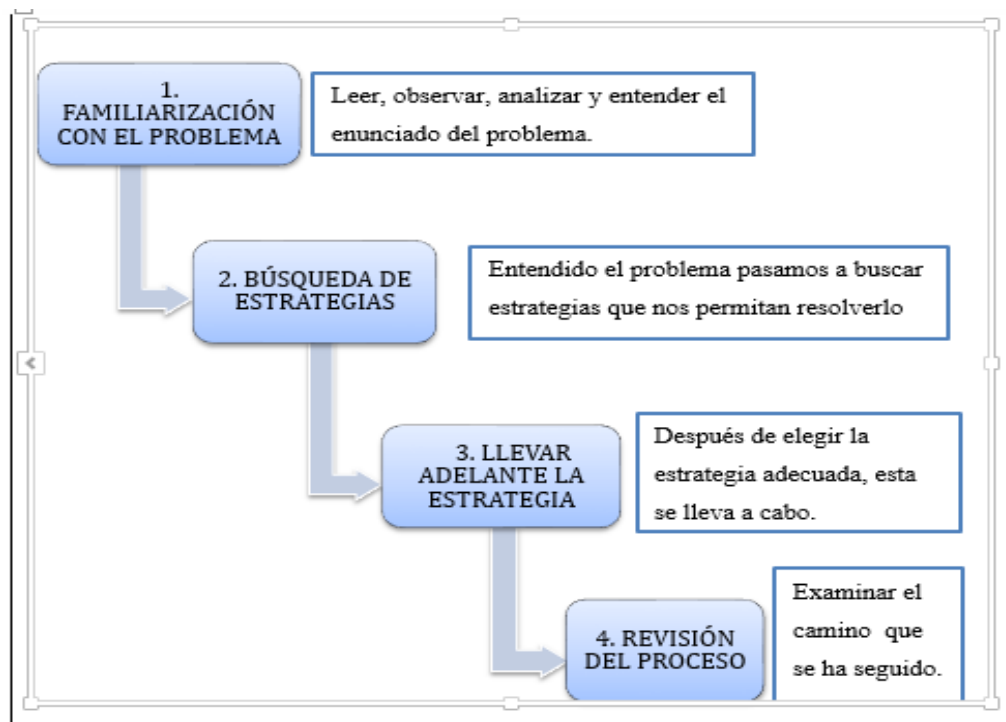 1.
FAMILIARIZACIÓN
CON EL PROBLEMA
Leer, observar, analizar y entender el
enunciado del problema.
2. BÚSQUEDA DE
ESTRATEGIAS
Entendido el problema pasamos a buscar
estrategias que nos permitan resolverlo
3. LLEVAR
ADELANTE LA
ESTRATEGIA
Después de elegir la
estrategia adecuada, esta
se lleva a cabo.
4. REVISIÓN
DEL PROCESO
Examinar el
camino que
se ha seguido.